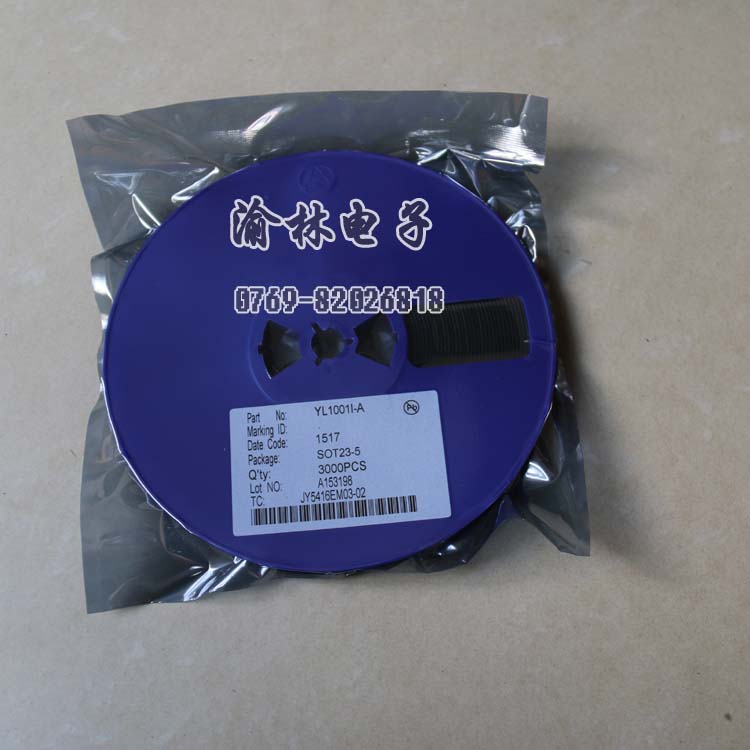 渝林电子
0769-82026818
Part No: YL1001I-A
Marking ID: .
Date Code: 1517
Package: SOT23-5
Q'ty: 3000PCS
Lot NO: A153198
TC: JY5416EM03-02
Pb